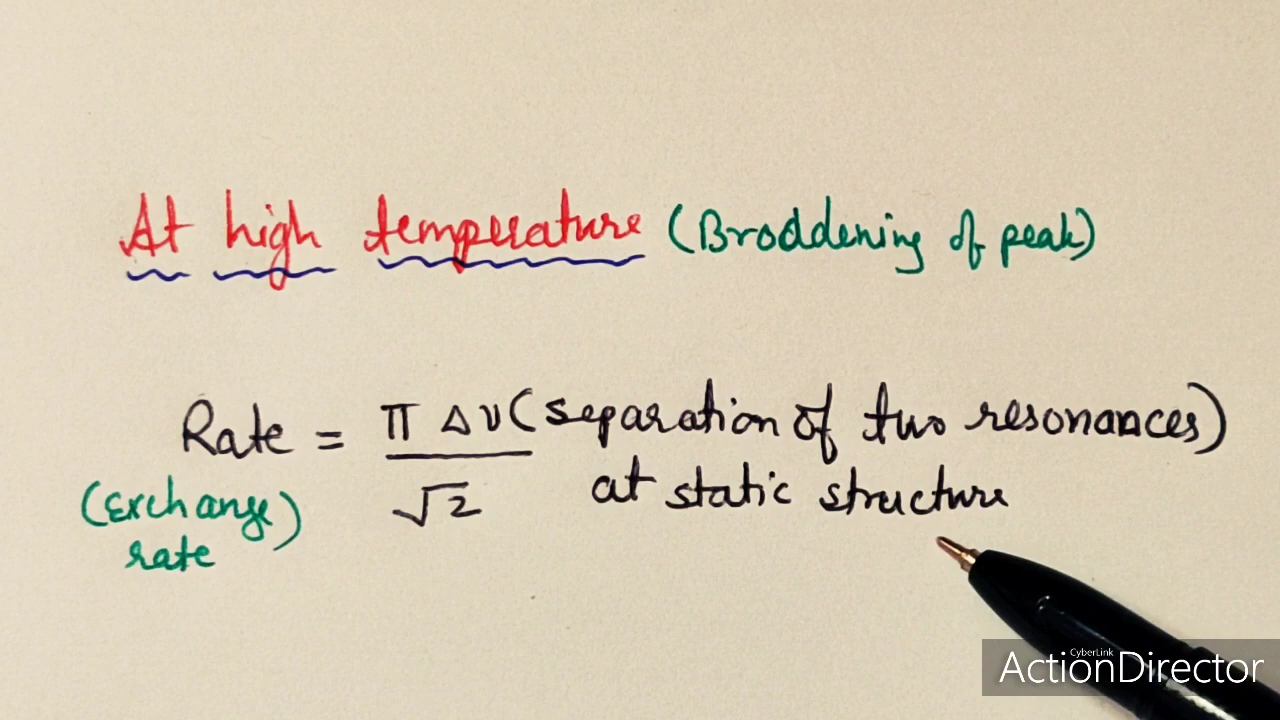 At high temperature (Broddening of peak)
Rate = π Δν (separation of two resonances)
√2 at static structure
(Exchange)
rate
CyberLink
ActionDirector